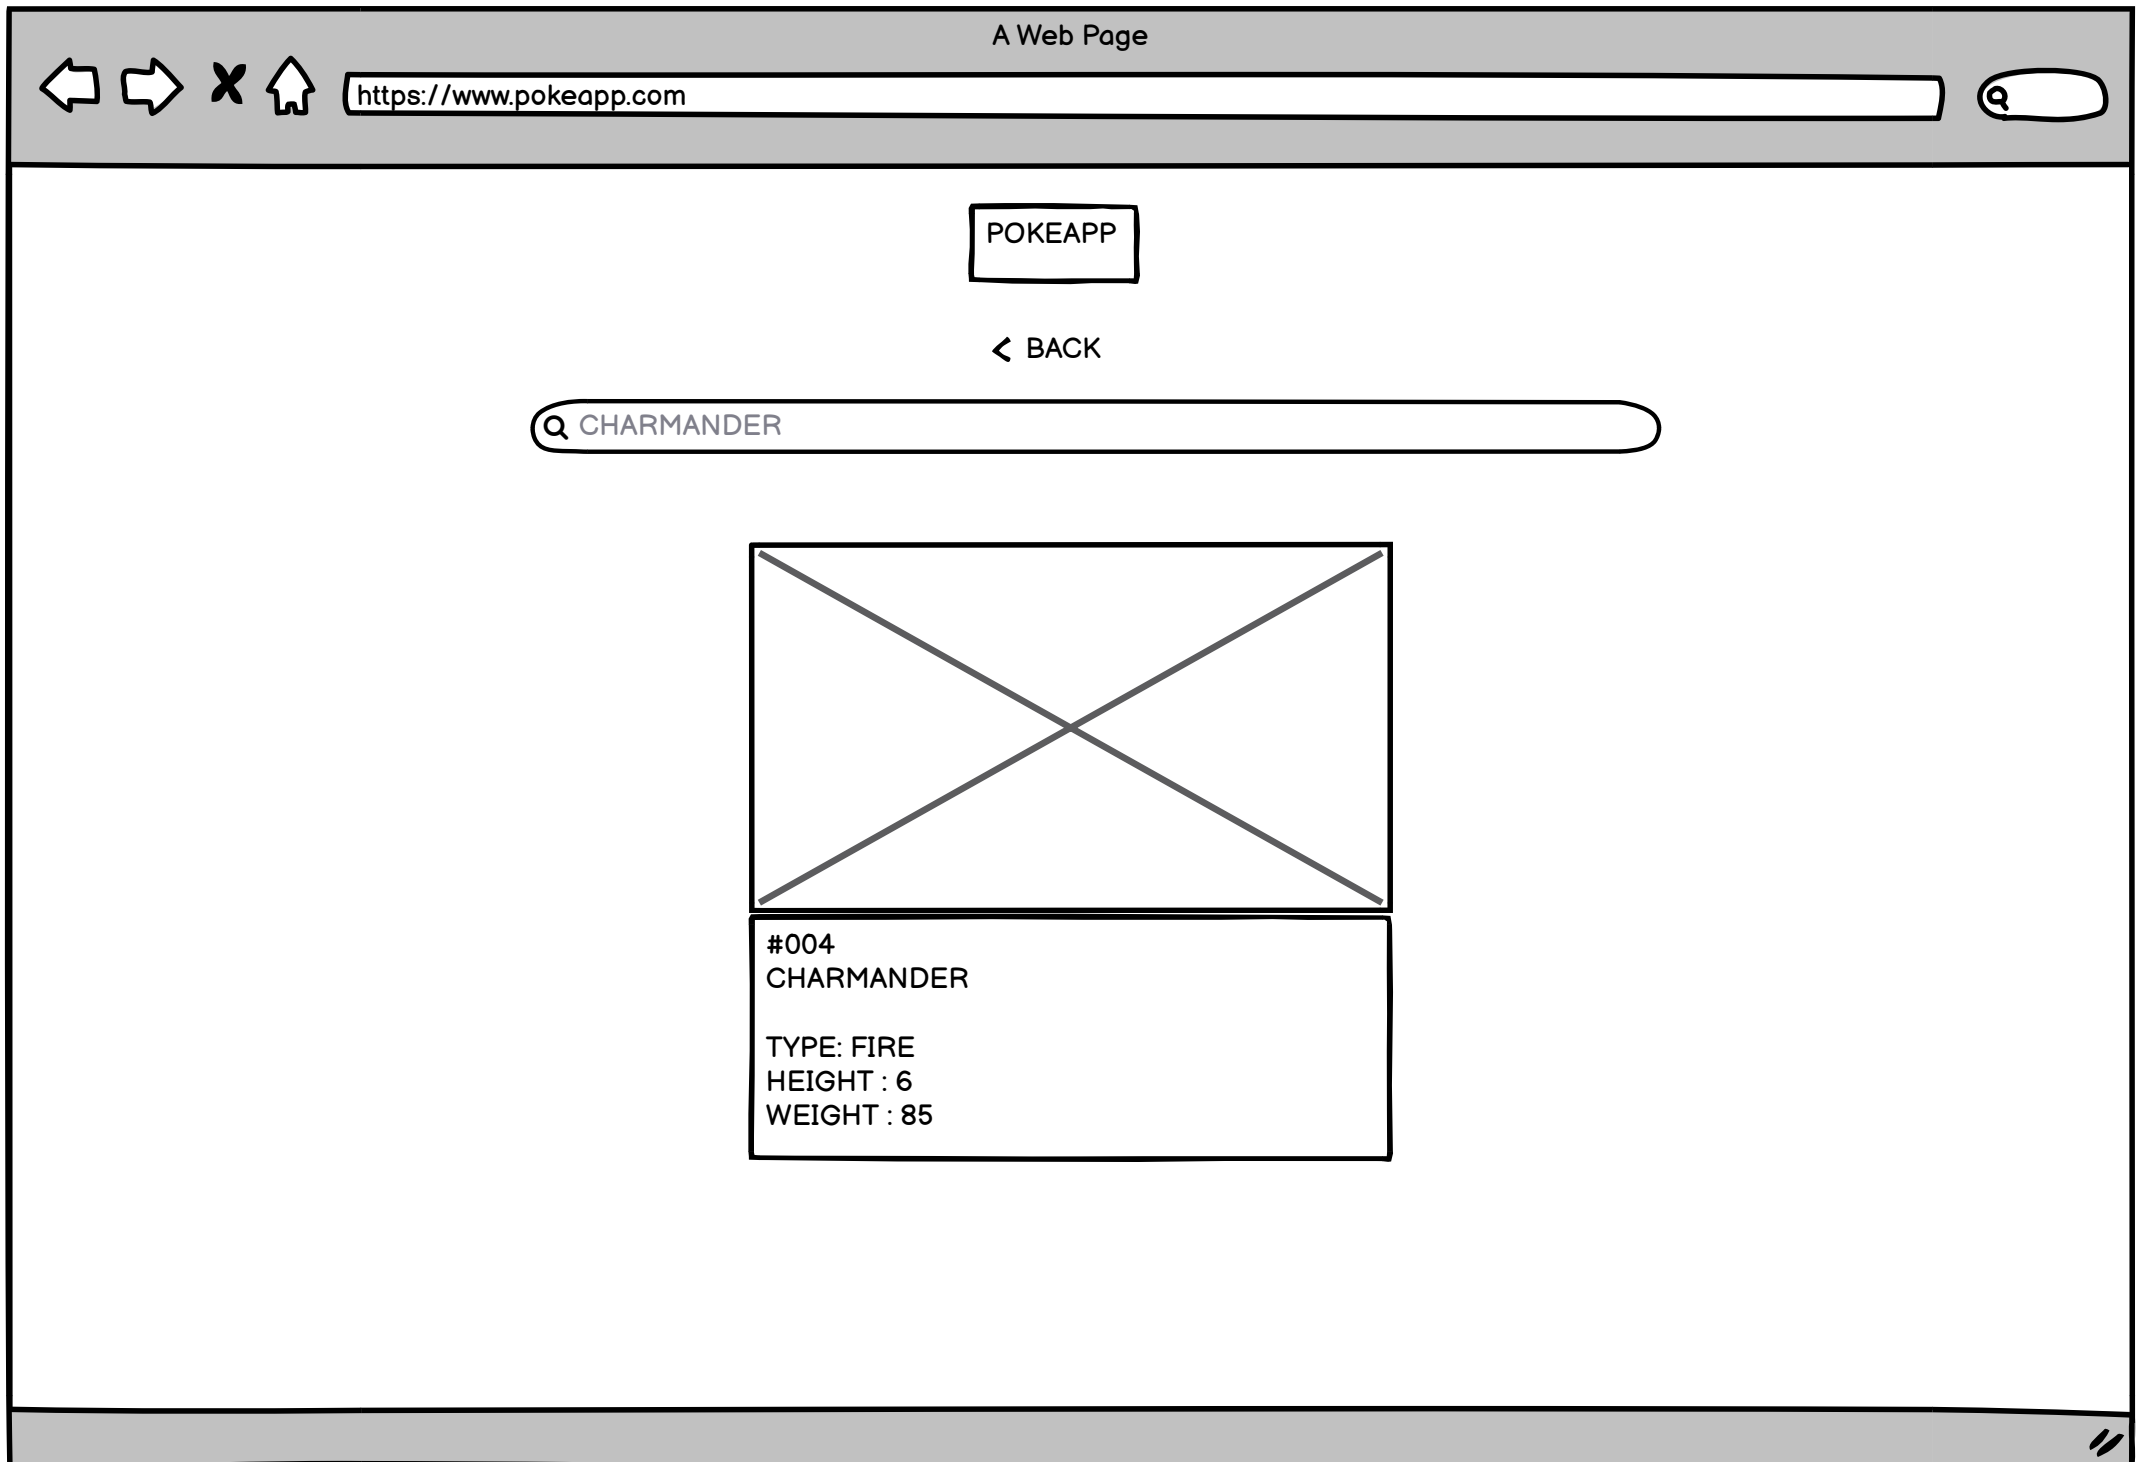 A Web Page
https://www.pokeapp.com
POKEAPP
BACK
CHARMANDER
#004
CHARMANDER
TYPE: FIRE
HEIGHT : 6
WEIGHT : 85